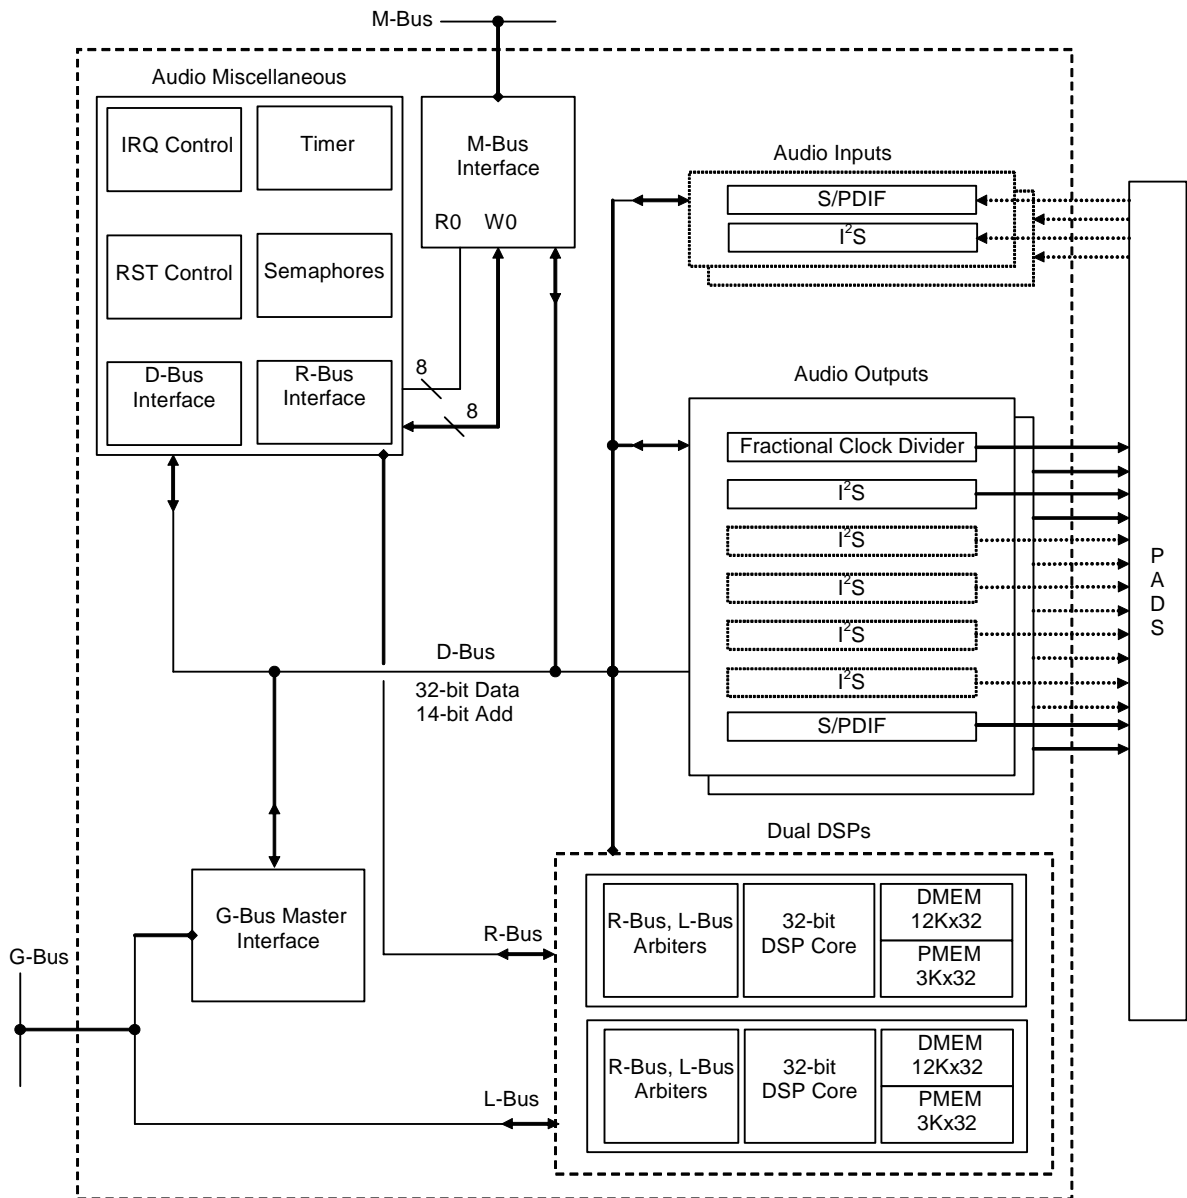 M-Bus
Audio Miscellaneous
IRQ Control
Timer
M-Bus
Interface
R0 W0
RST Control
Semaphores
D-Bus
Interface
R-Bus
Interface
8
8
Audio Inputs
S/PDIF
I²S
Audio Outputs
Fractional Clock Divider
I²S
I²S
I²S
I²S
I²S
S/PDIF
P
A
D
S
D-Bus
32-bit Data
14-bit Add
Dual DSPs
G-Bus Master
Interface
G-Bus
R-Bus
R-Bus, L-Bus
Arbiters
32-bit
DSP Core
DMEM
12Kx32
PMEM
3Kx32
L-Bus
R-Bus, L-Bus
Arbiters
32-bit
DSP Core
DMEM
12Kx32
PMEM
3Kx32